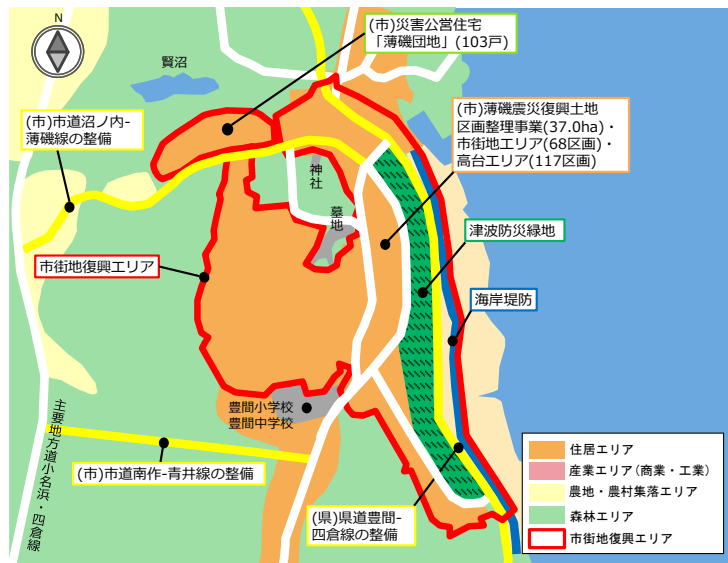 N
(市)災害公営住宅
「薄磯団地」(103戸)
賢沼
(市)市道沼ノ内-
薄磯線の整備
(市)薄磯震災復興土地
区画整理事業(37.0ha)・
市街地エリア(68区画)・
高台エリア(117区画)
神社
墓地
津波防災緑地
市街地復興エリア
海岸堤防
豊間小学校
豊間中学校
主要地方道小名浜・四倉線
(市)市道南作-青井線の整備
(県)県道豊間-
四倉線の整備
住居エリア
産業エリア(商業・工業)
農地・農村集落エリア
森林エリア
市街地復興エリア